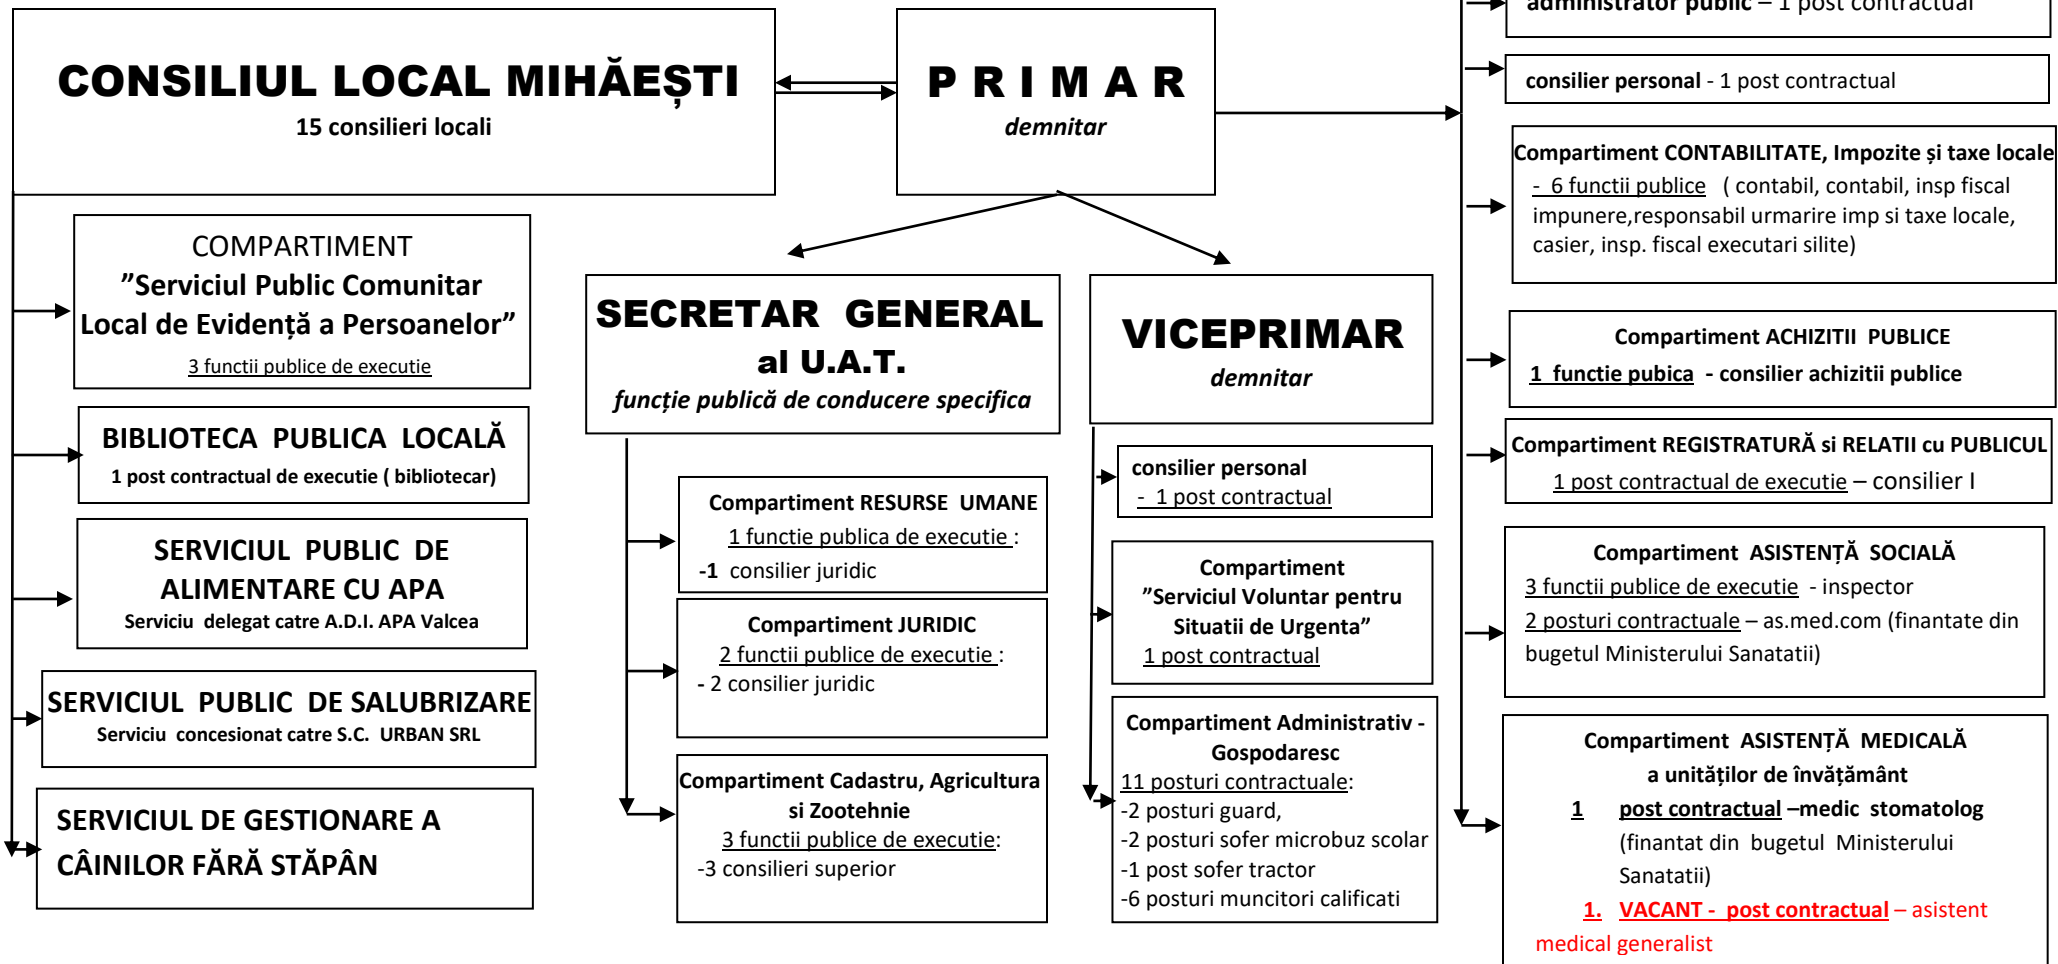 CONSILIUL LOCAL MIHĂEȘTI
15 consilieri locali
P R I M A R
demnitar
administrator public – 1 post contractual
consilier personal - 1 post contractual
Compartiment CONTABILITATE, Impozite și taxe locale
- 6 functii publice ( contabil, contabil, insp fiscal
impunere,responsabil urmarire imp si taxe locale,
casier, insp. fiscal executari silite)
Compartiment ACHIZITII PUBLICE
1 functie pubica - consilier achizitii publice
Compartiment REGISTRATURĂ si RELATII cu PUBLICUL
1 post contractual de executie – consilier I
Compartiment ASISTENȚĂ SOCIALĂ
3 functii publice de executie - inspector
2 posturi contractuale – as.med.com (finantate din
bugetul Ministerului Sanatatii)
Compartiment ASISTENȚĂ MEDICALĂ
a unităților de învățământ
1 post contractual –medic stomatolog
(finantat din bugetul Ministerului
Sanatatii)
1. VACANT - post contractual – asistent
medical generalist
COMPARTIMENT
”Serviciul Public Comunitar
Local de Evidență a Persoanelor”
3 functii publice de executie
BIBLIOTECA PUBLICA LOCALĂ
1 post contractual de executie ( bibliotecar)
SERVICIUL PUBLIC DE
ALIMENTARE CU APA
Serviciu delegat catre A.D.I. APA Valcea
SERVICIUL PUBLIC DE SALUBRIZARE
Serviciu concesionat catre S.C. URBAN SRL
SERVICIUL DE GESTIONARE A
CÂINILOR FĂRĂ STĂPÂN
SECRETAR GENERAL
al U.A.T.
funcție publică de conducere specifica
Compartiment RESURSE UMANE
1 functie publica de executie :
-1 consilier juridic
Compartiment JURIDIC
2 functii publice de executie :
- 2 consilier juridic
Compartiment Cadastru, Agricultura
si Zootehnie
3 functii publice de executie:
-3 consilieri superior
VICEPRIMAR
demnitar
consilier personal
- 1 post contractual
Compartiment
”Serviciul Voluntar pentru
Situatii de Urgenta”
1 post contractual
Compartiment Administrativ -
Gospodaresc
11 posturi contractuale:
-2 posturi guard,
-2 posturi sofer microbuz scolar
-1 post sofer tractor
-6 posturi muncitori calificati